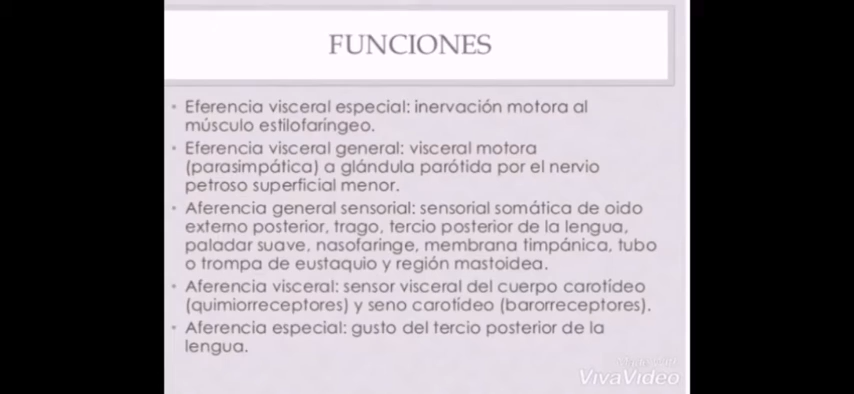 FUNCIONES
• Eferencia visceral especial: inervación motora al
músculo estilofaríngeo.
• Eferencia visceral general: visceral motora
(parasimpática) a glándula parótida por el nervio
petroso superficial menor.
• Aferencia general sensorial: sensorial somática de oido
externo posterior, trago, tercio posterior de la lengua,
paladar suave, nasofaringe, membrana timpánica, tubo
o trompa de eustaquio y región mastoidea.
• Aferencia visceral: sensor visceral del cuerpo carotídeo
(quimiorreceptores) y seno carotídeo (barorreceptores).
• Aferencia especial: gusto del tercio posterior de la
lengua.
VivaVideo